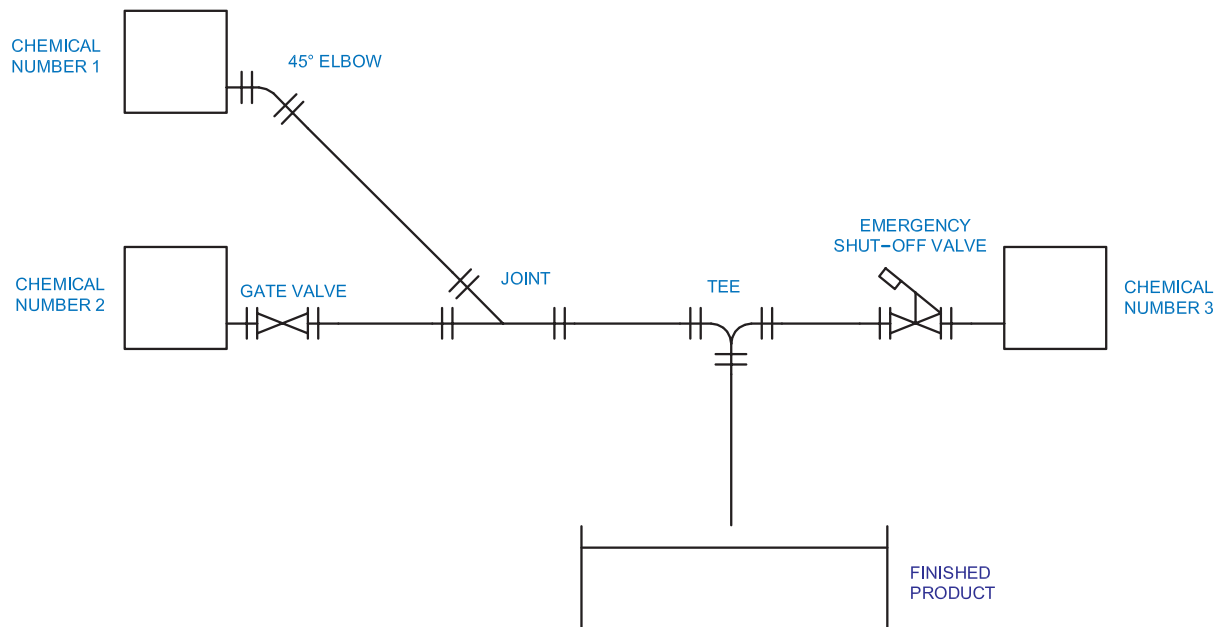 CHEMICAL
NUMBER 1
45° ELBOW
EMERGENCY
SHUT−OFF VALVE
CHEMICAL
NUMBER 2
GATE VALVE
JOINT
TEE
CHEMICAL
NUMBER 3
FINISHED
PRODUCT